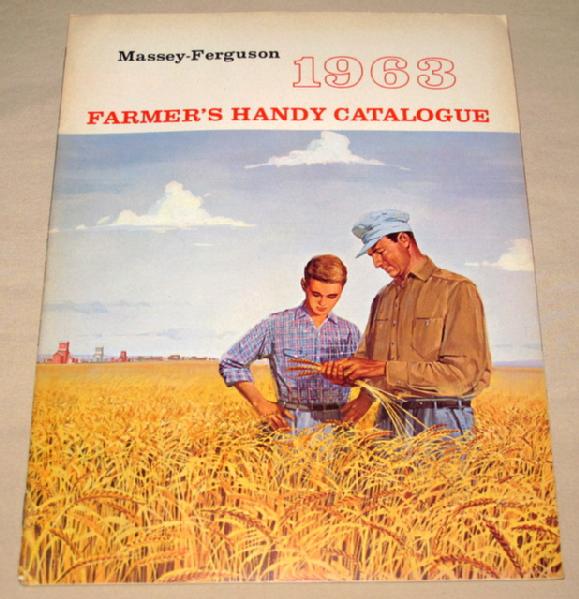 Massey-Ferguson 1963
FARMER'S HANDY CATALOGUE